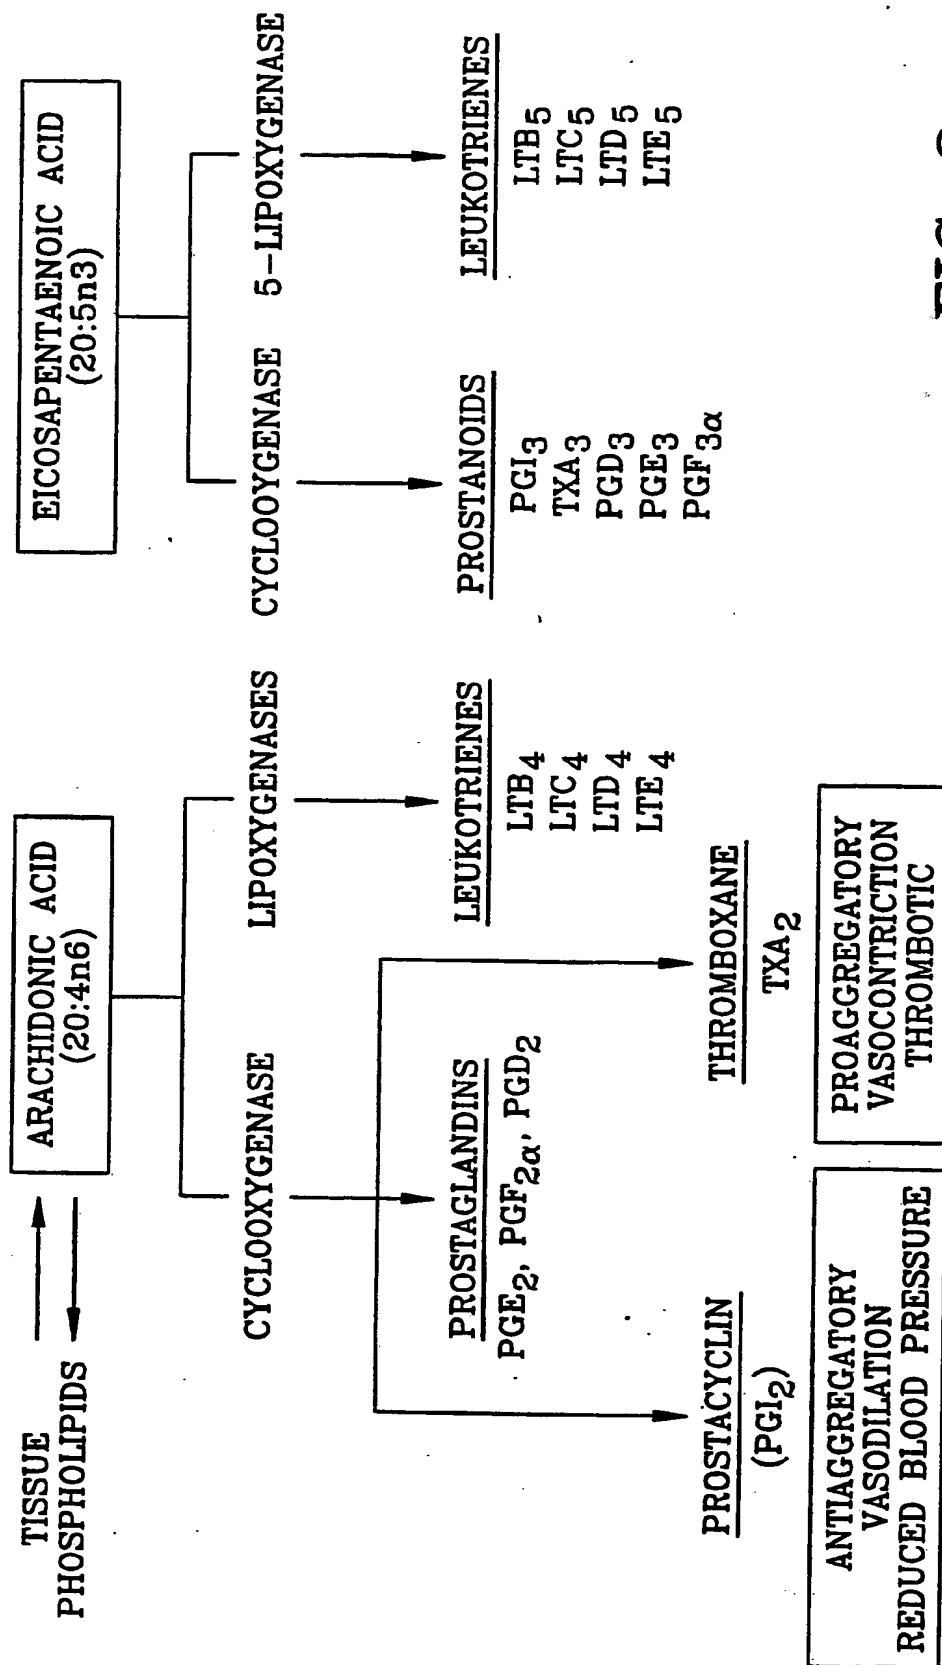 TISSUE
PHOSPHOLIPIDS
ARACHIDONIC ACID
(20:4n6)
CYCLOOXYGENASE
LIPOXYGENASES
PROSTAGLANDINS
PGE2, PGF2α, PGD2
LEUKOTRIENES
LTB4
LTC4
LTD4
LTE4
PROSTACYCLIN
(PGI2)
THROMBOXANE
TXA2
ANTIAGGREGATORY
VASODILATION
REDUCED BLOOD PRESSURE
PROAGGREGATORY
VASOCONTRICTION
THROMBOTIC
EICOSAPENTAENOIC ACID
(20:5n3)
CYCLOOYGENASE
5-LIPOXYGENASE
PROSTANOIDS
PGI3
TXA3
PGD3
PGE3
PGF3α
LEUKOTRIENES
LTB5
LTC5
LTD5
LTE5